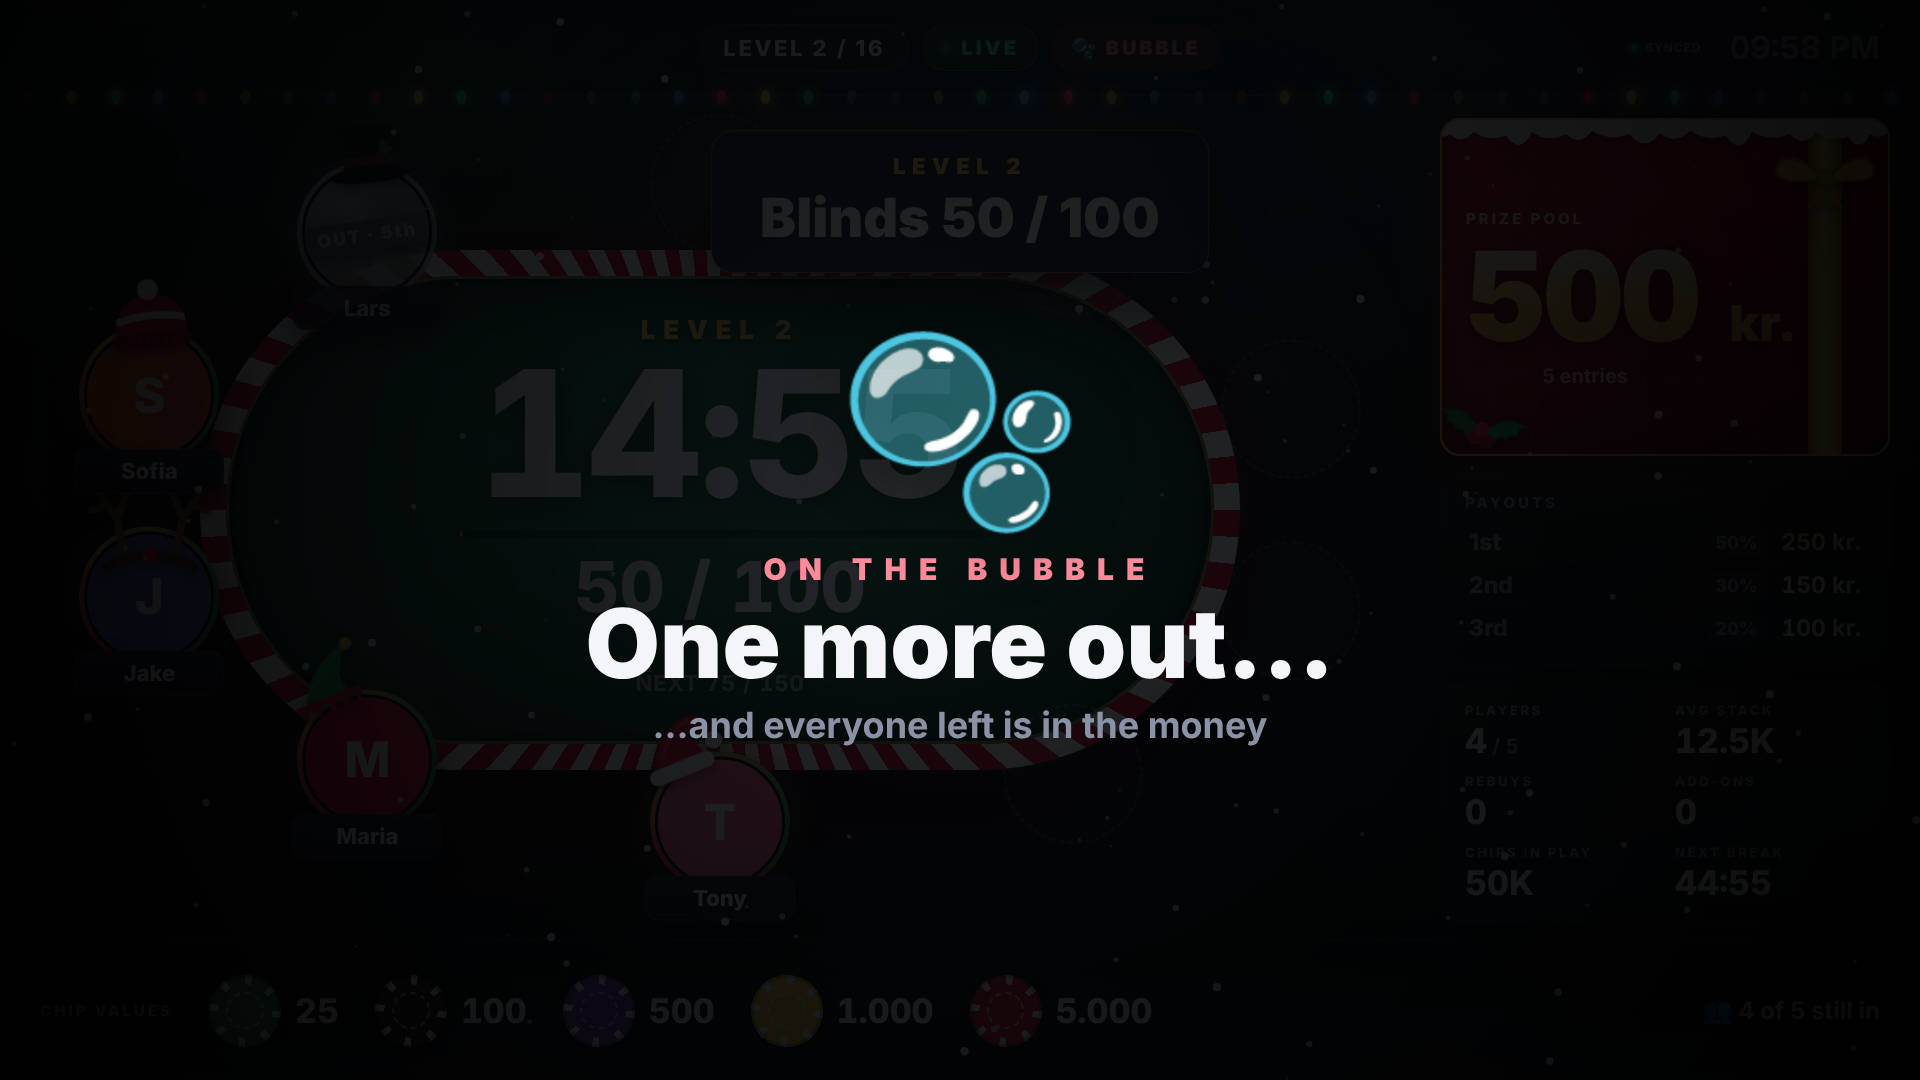 LEVEL 2 / 16
LIVE
BUBBLE
SYNCED
09:58 PM
LEVEL 2
Blinds 50 / 100
OUT · 5th
Lars
S
Sofia
J
Jake
M
Maria
T
Tony
LEVEL 2
14:55
50 / 100
NEXT 75 / 150
ON THE BUBBLE
One more out...
...and everyone left is in the money
PRIZE POOL
500 kr.
5 entries
PAYOUTS
1st 50% 250 kr.
2nd 30% 150 kr.
3rd 20% 100 kr.
PLAYERS
4 / 5
AVG STACK
12.5K
REBUYS
0
ADD-ONS
0
CHIPS IN PLAY
50K
NEXT BREAK
44:55
CHIP VALUES
25
100
500
1.000
5.000
4 of 5 still in